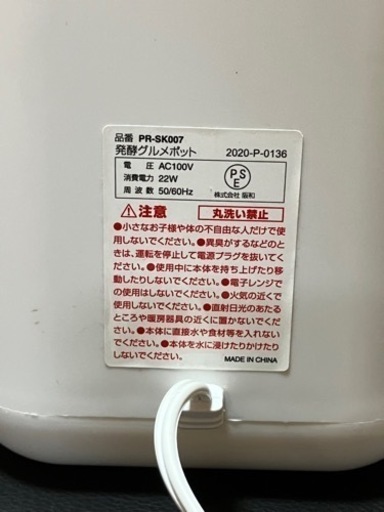 品番 PR-SK007
発酵グルメポット 2020-P-0136
電圧 AC100V
消費電力 22W
周波数 50/60Hz
PSE
株式会社 阪和
注意 丸洗い禁止
●小さなお子様や体の不自由な人だけで使
用しないでください。●異臭がするなどのと
きは、運転を停止して電源プラグを抜いてく
ださい。●使用中に本体を持ち上げたり移
動したりしないでください。●電子レンジで
の使用はしないでください。●火気の近くで
の使用はしないでください。●直射日光のあたる
ところや暖房器具の近くに置かないでくださ
い。●本体に直接水や食材等を入れない
でください。●本体を水に浸けたりかけたり
しないでください。
MADE IN CHINA